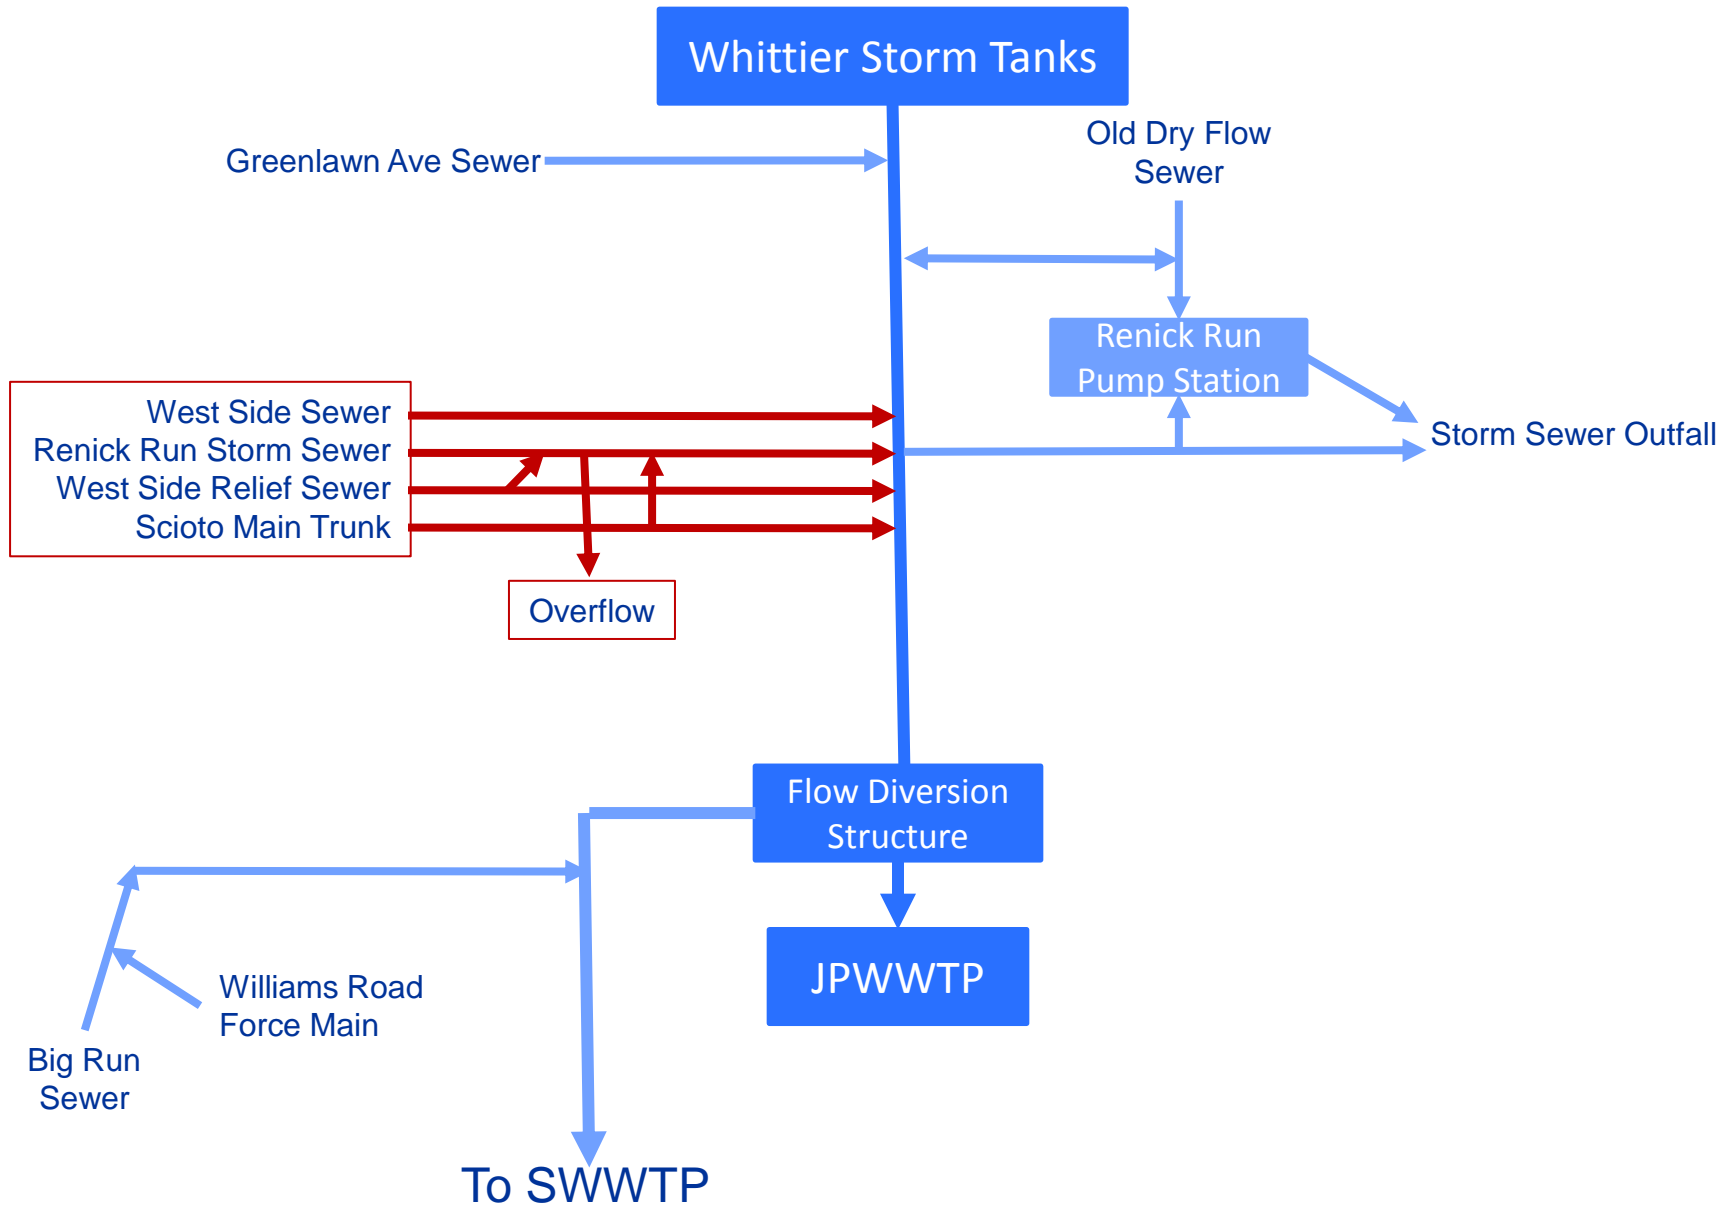 Whittier Storm Tanks
Old Dry Flow
Sewer
Greenlawn Ave Sewer
Renick Run
Pump Station
West Side Sewer
Renick Run Storm Sewer
West Side Relief Sewer
Scioto Main Trunk
Storm Sewer Outfall
Overflow
Flow Diversion
Structure
JPWWTP
Williams Road
Force Main
Big Run
Sewer
To SWWTP